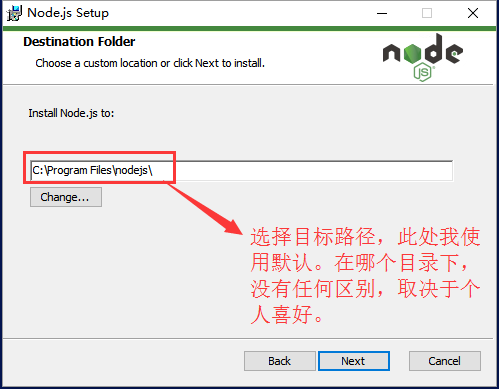 Node.js Setup
Destination Folder
Choose a custom location or click Next to install.
node
JS
Install Node.js to:
C:\Program Files\nodejs\
Change...
选择目标路径，此处我使
用默认。在哪个目录下，
没有任何区别，取决于个
人喜好。
Back
Next
Cancel